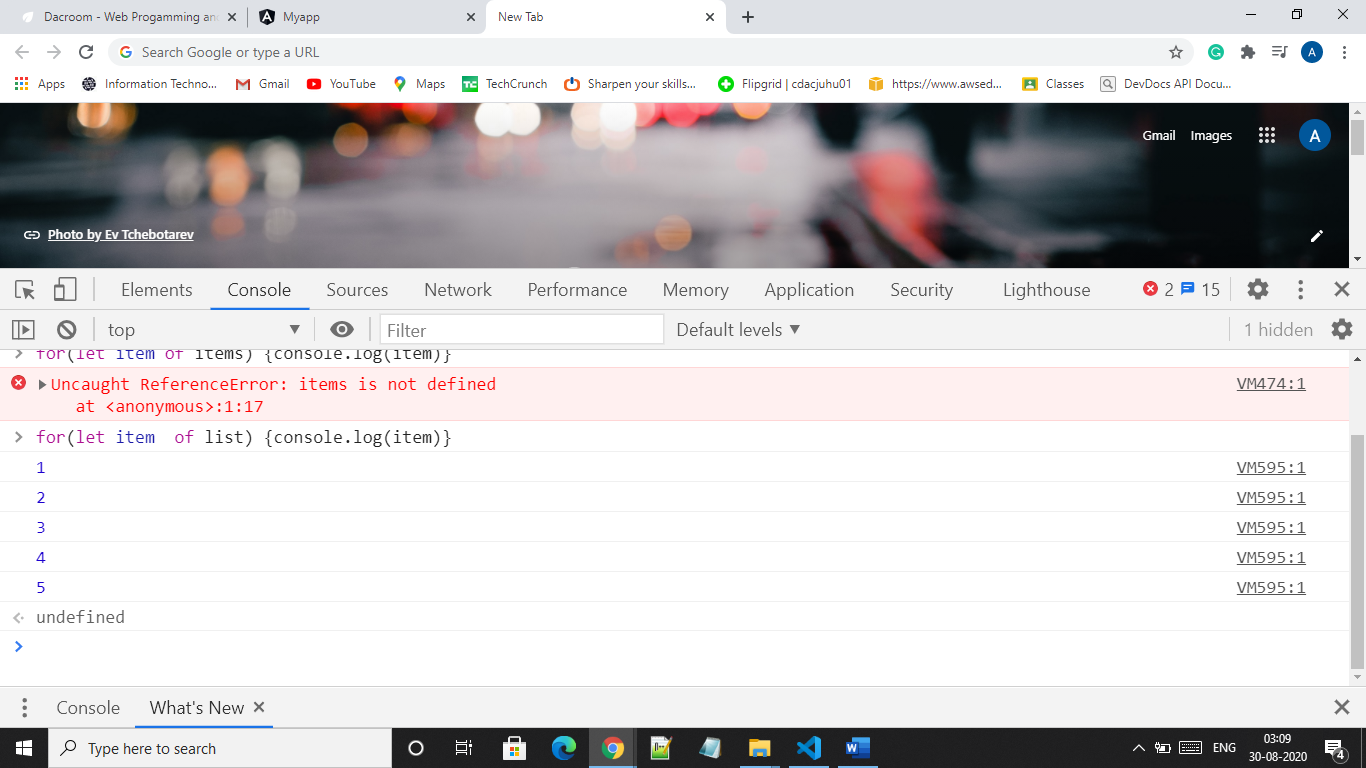 Dacroom - Web Progamming and
Myapp
New Tab
Search Google or type a URL
A
Apps
Information Techno...
Gmail
YouTube
Maps
TechCrunch
Sharpen your skills...
Flipgrid | cdacjuhu01
https://www.awsed...
Classes
DevDocs API Docu...
Gmail Images A
Photo by Ev Tchebotarev
Elements Console Sources Network Performance Memory Application Security Lighthouse 2 15
top Filter Default levels 1 hidden
for(let item of items) {console.log(item)}
Uncaught ReferenceError: items is not defined VM474:1
at <anonymous>:1:17
for(let item  of list) {console.log(item)}
1 VM595:1
2 VM595:1
3 VM595:1
4 VM595:1
5 VM595:1
undefined
Console What's New
Type here to search
ENG
03:09
30-08-2020
4